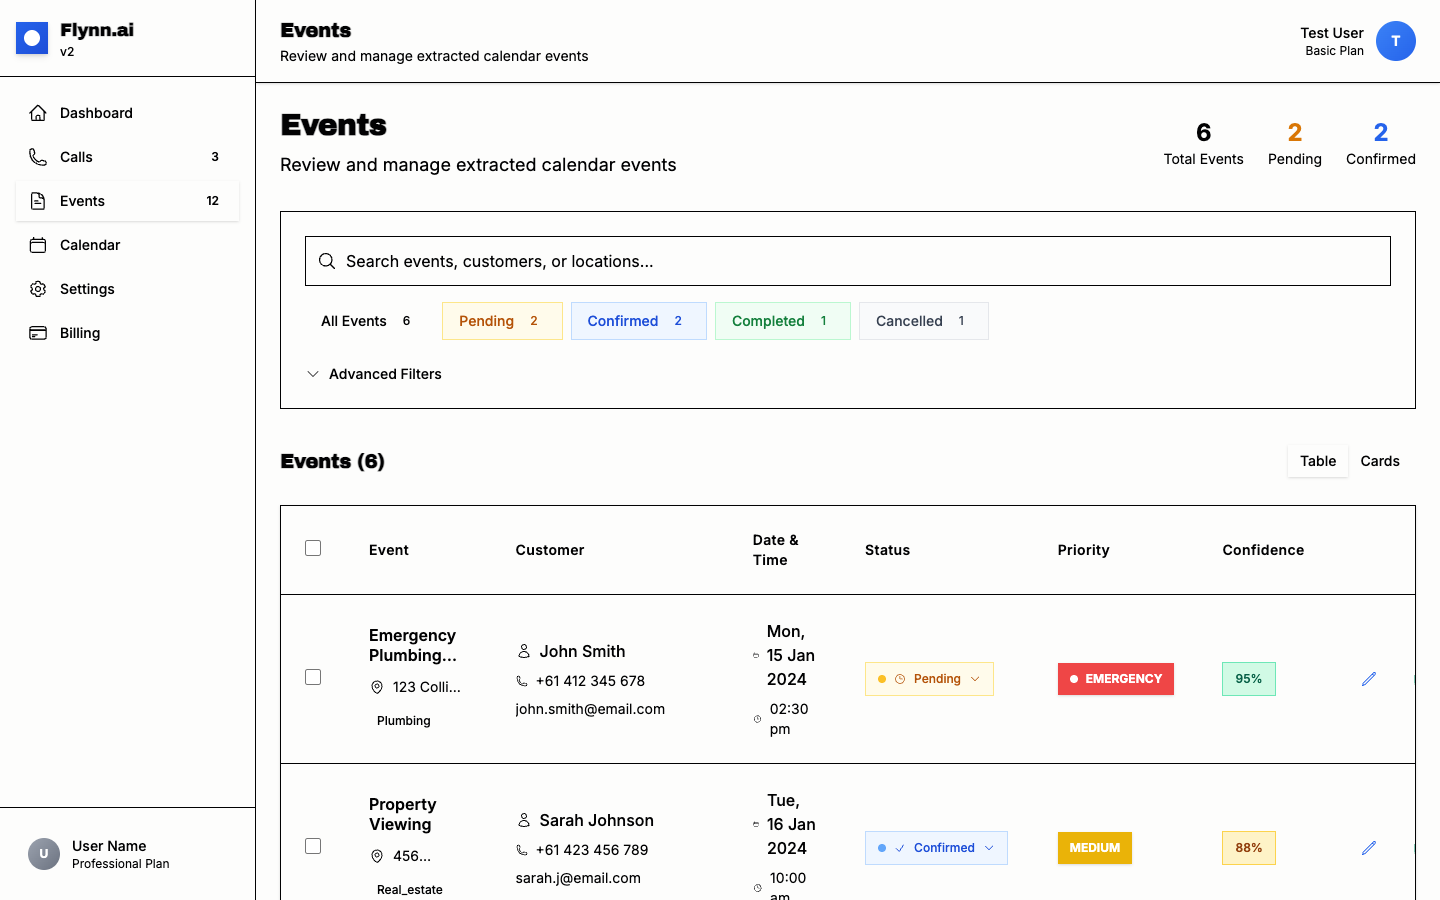 Flynn.ai
v2
Dashboard
Calls 3
Events 12
Calendar
Settings
Billing
U
User Name
Professional Plan
Events
Review and manage extracted calendar events
Test User
Basic Plan
T
Events
Review and manage extracted calendar events
6
Total Events
2
Pending
2
Confirmed
Search events, customers, or locations...
All Events 6
Pending 2
Confirmed 2
Completed 1
Cancelled 1
Advanced Filters
Events (6)
Table
Cards
Event
Customer
Date &
Time
Status
Priority
Confidence
Emergency
Plumbing...
123 Colli...
Plumbing
John Smith
+61 412 345 678
john.smith@email.com
Mon,
15 Jan
2024
02:30
pm
Pending
EMERGENCY
95%
Property
Viewing
456...
Real_estate
Sarah Johnson
+61 423 456 789
sarah.j@email.com
Tue,
16 Jan
2024
10:00
am
Confirmed
MEDIUM
88%